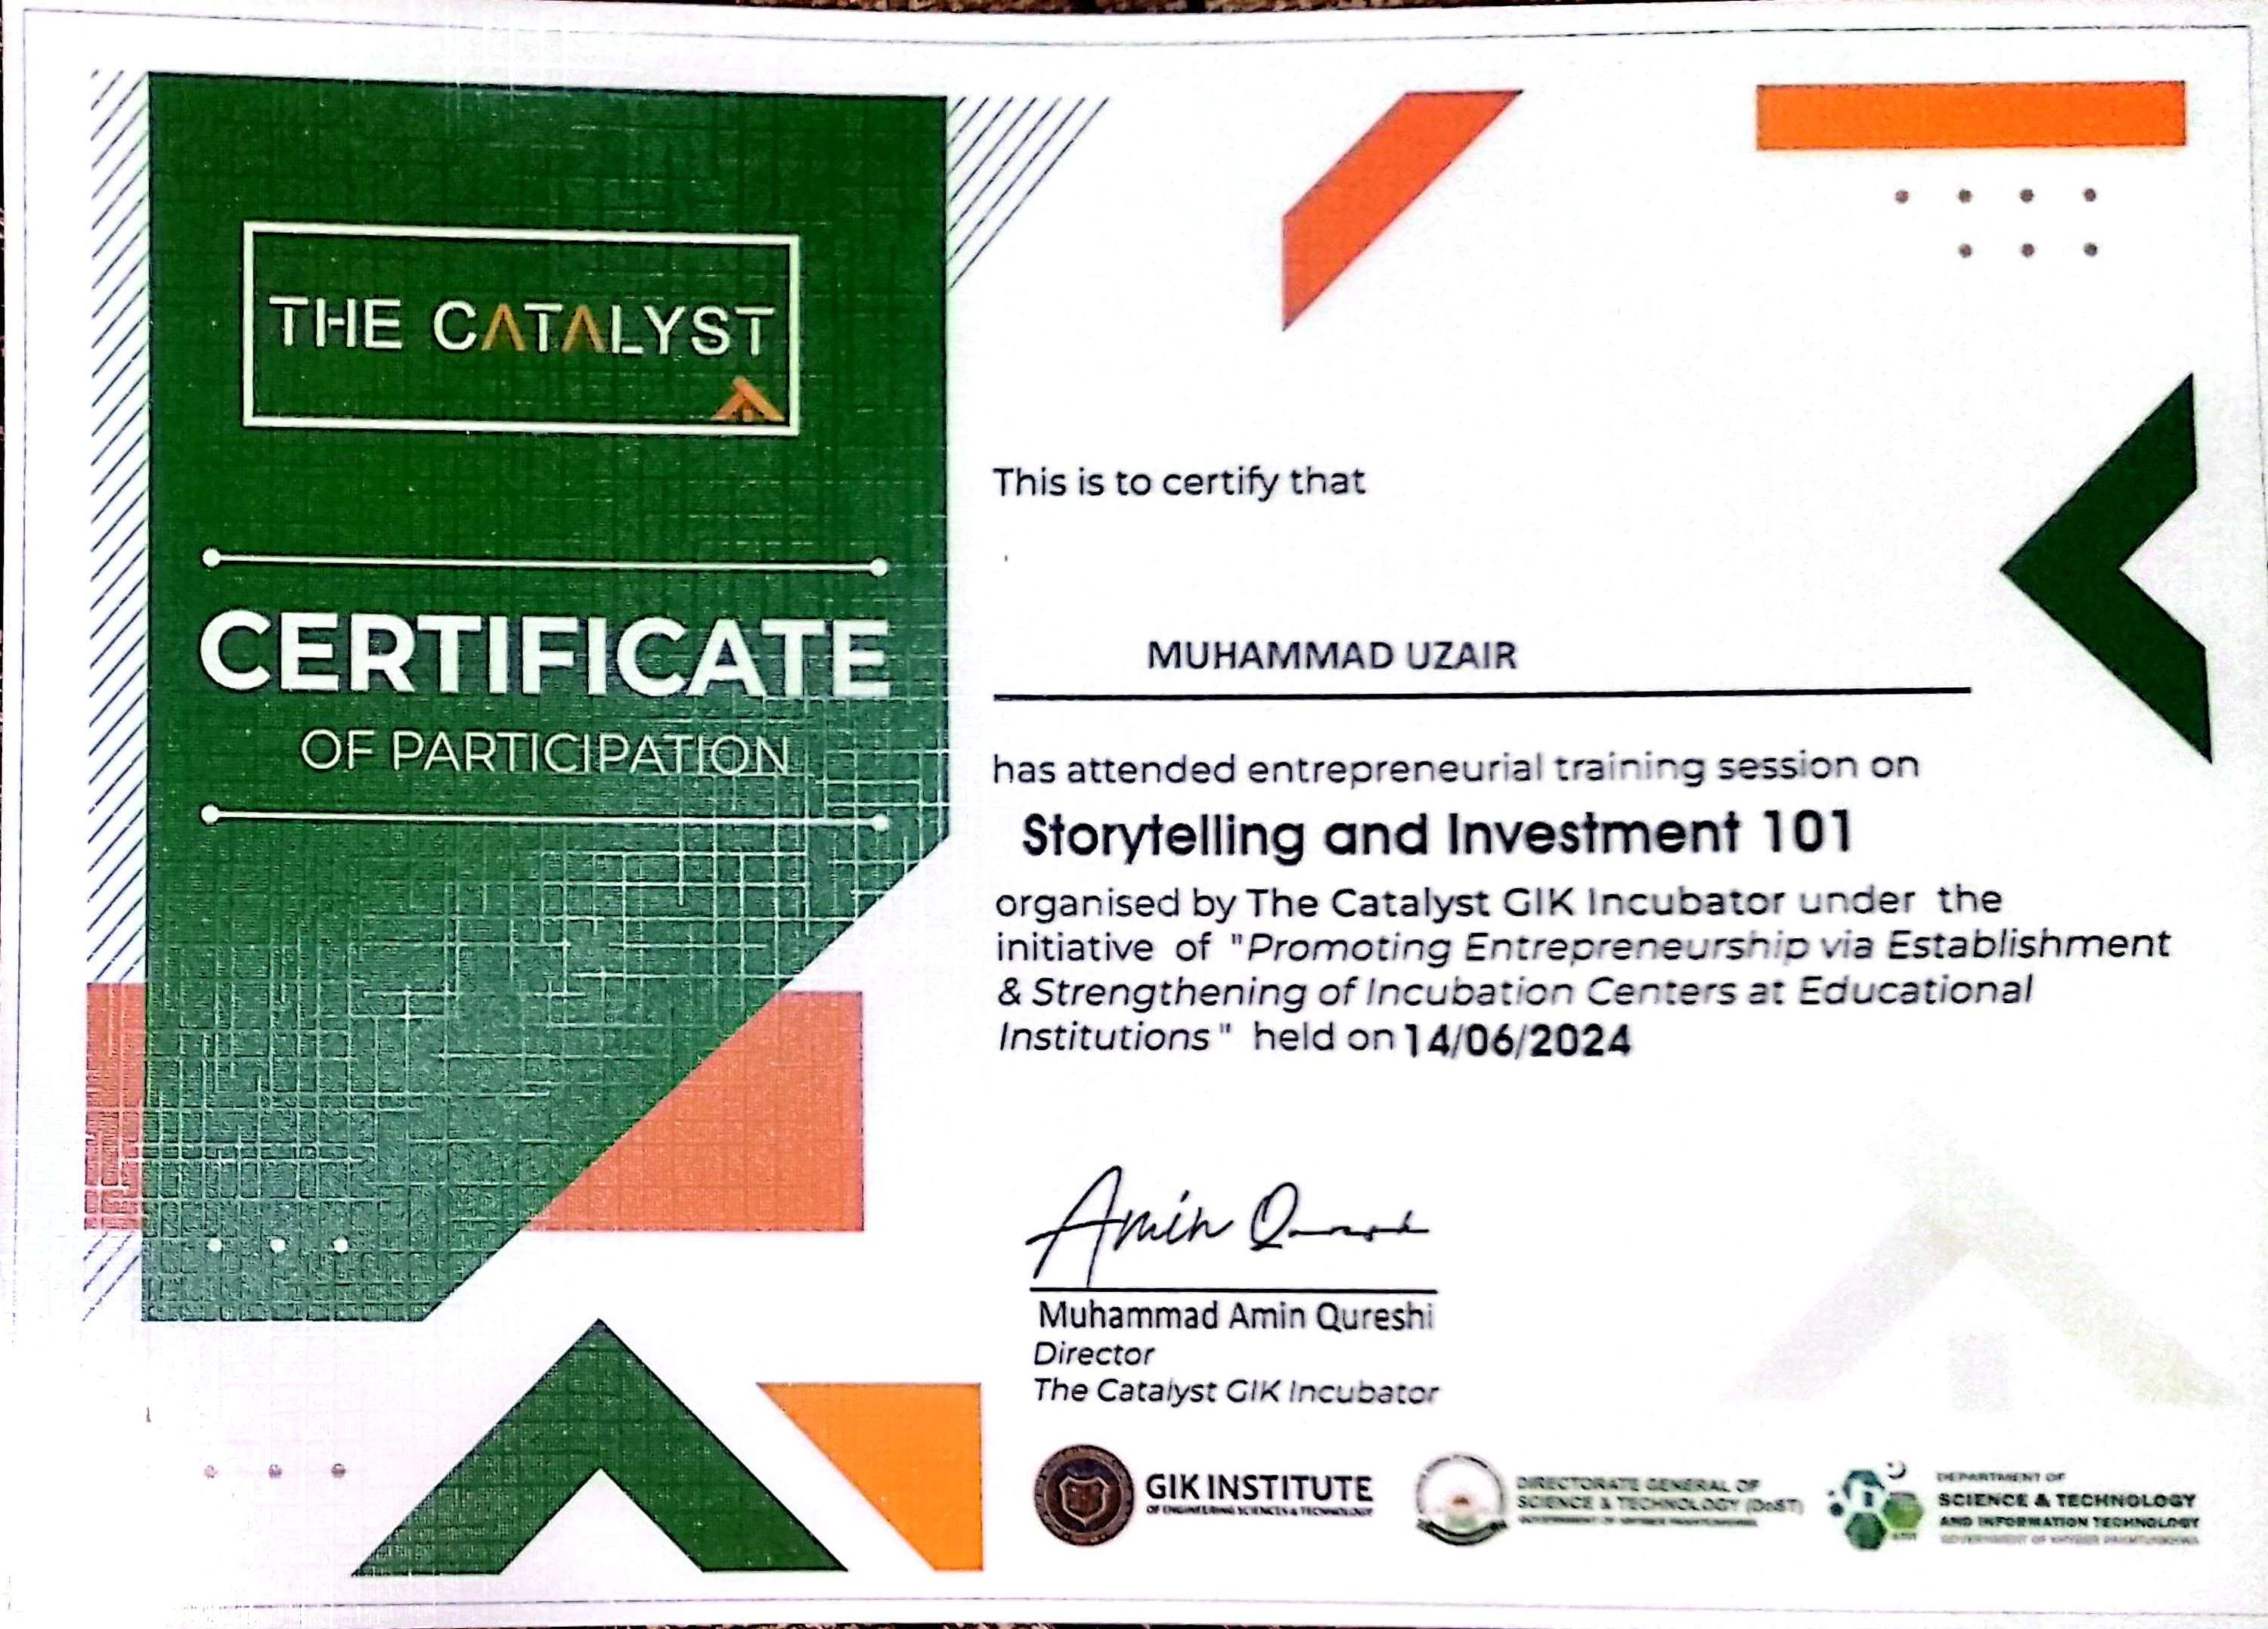 THE CATALYST
CERTIFICATE
OF PARTICIPATION
This is to certify that
MUHAMMAD UZAIR
has attended entrepreneurial training session on
Storytelling and Investment 101
organised by The Catalyst GIK Incubator under the
initiative of "Promoting Entrepreneurship via Establishment
& Strengthening of Incubation Centers at Educational
Institutions" held on 14/06/2024
Amin Qureshi
Muhammad Amin Qureshi
Director
The Catalyst GIK Incubator
GIK INSTITUTE
OF ENGINEERING SCIENCES & TECHNOLOGY
DIRECTORATE GENERAL OF
SCIENCE & TECHNOLOGY (DoST)
GOVERNMENT OF KHYBER PAKHTUNKHWA
DEPARTMENT OF
SCIENCE & TECHNOLOGY
AND INFORMATION TECHNOLOGY
GOVERNMENT OF KHYBER PAKHTUNKHWA